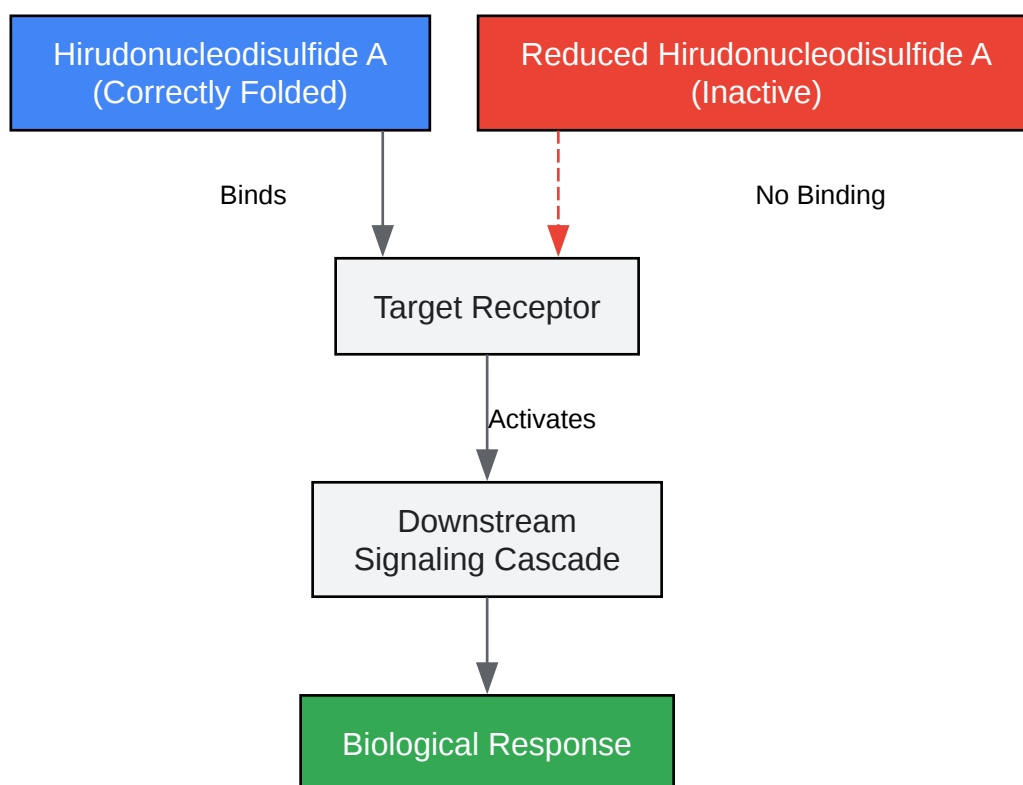 Hirudonucleodisulfide A
(Correctly Folded)
Reduced Hirudonucleodisulfide A
(Inactive)
Binds
No Binding
Target Receptor
Activates
Downstream
Signaling Cascade
Biological Response